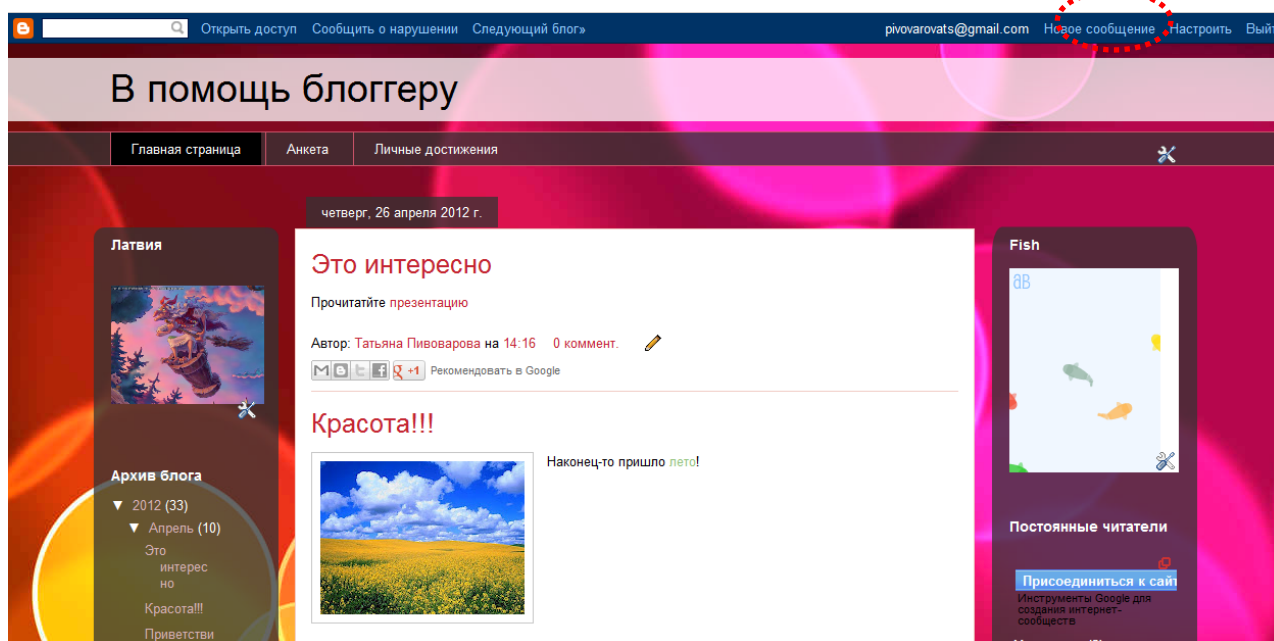 Открыть доступ Сообщить о нарушении Следующий блог» pivovarovats@gmail.com Новое сообщение Настроить
В помощь блоггеру
Главная страница Анкета Личные достижения
четверг, 26 апреля 2012 г.
Латвия
Это интересно
Прочитатйте презентацию
Автор: Татьяна Пивоварова на 14:16 0 коммент.
Рекомендовать в Google
Красота!!!
Наконец-то пришло лето!
Архив блога
▼ 2012 (33)
▼ Апрель (10)
Это
интерес
но
Красота!!!
Приветстви
Fish
Постоянные читатели
Присоединиться к сайт
Инструменты Google для
создания интернет-
сообществ